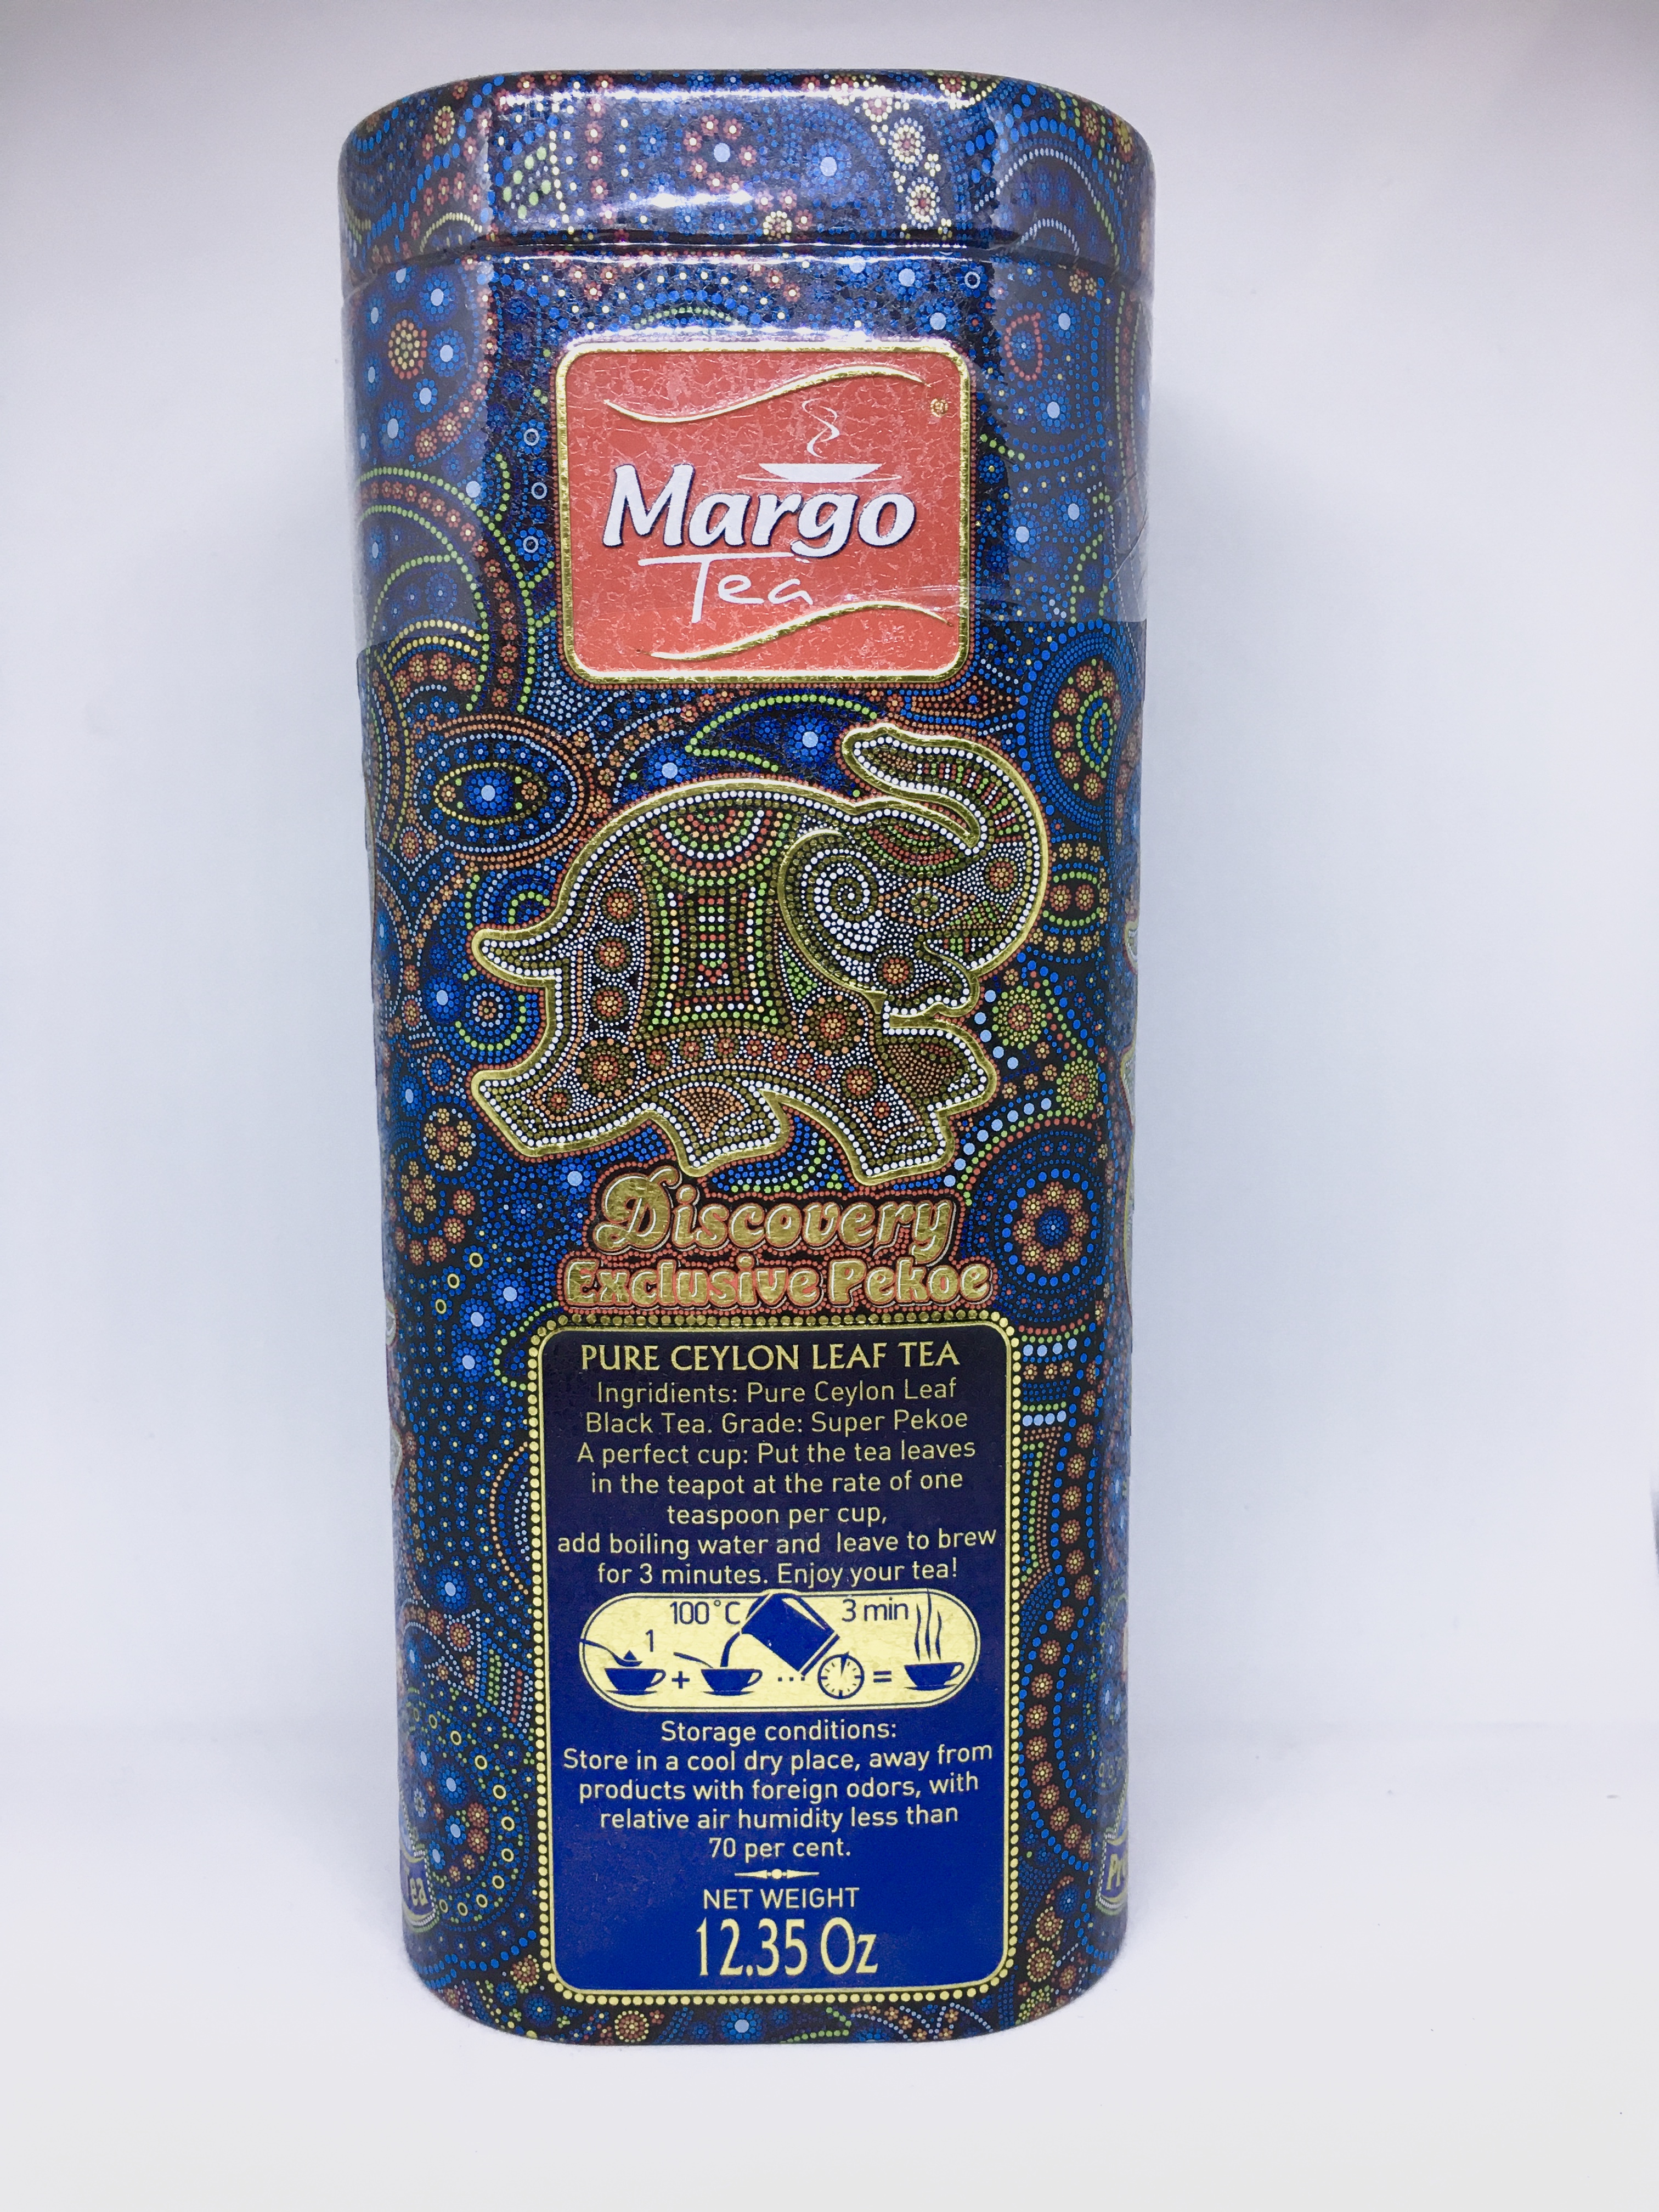 Margo
Tea
Discovery
Exclusive Pekoe
PURE CEYLON LEAF TEA
Ingridients: Pure Ceylon Leaf
Black Tea. Grade: Super Pekoe
A perfect cup: Put the tea leaves
in the teapot at the rate of one
teaspoon per cup,
add boiling water and leave to brew
for 3 minutes. Enjoy your tea!
100°C 3 min
1
+ ... =
Storage conditions:
Store in a cool dry place, away from
products with foreign odors, with
relative air humidity less than
70 per cent.
NET WEIGHT
12.35 Oz